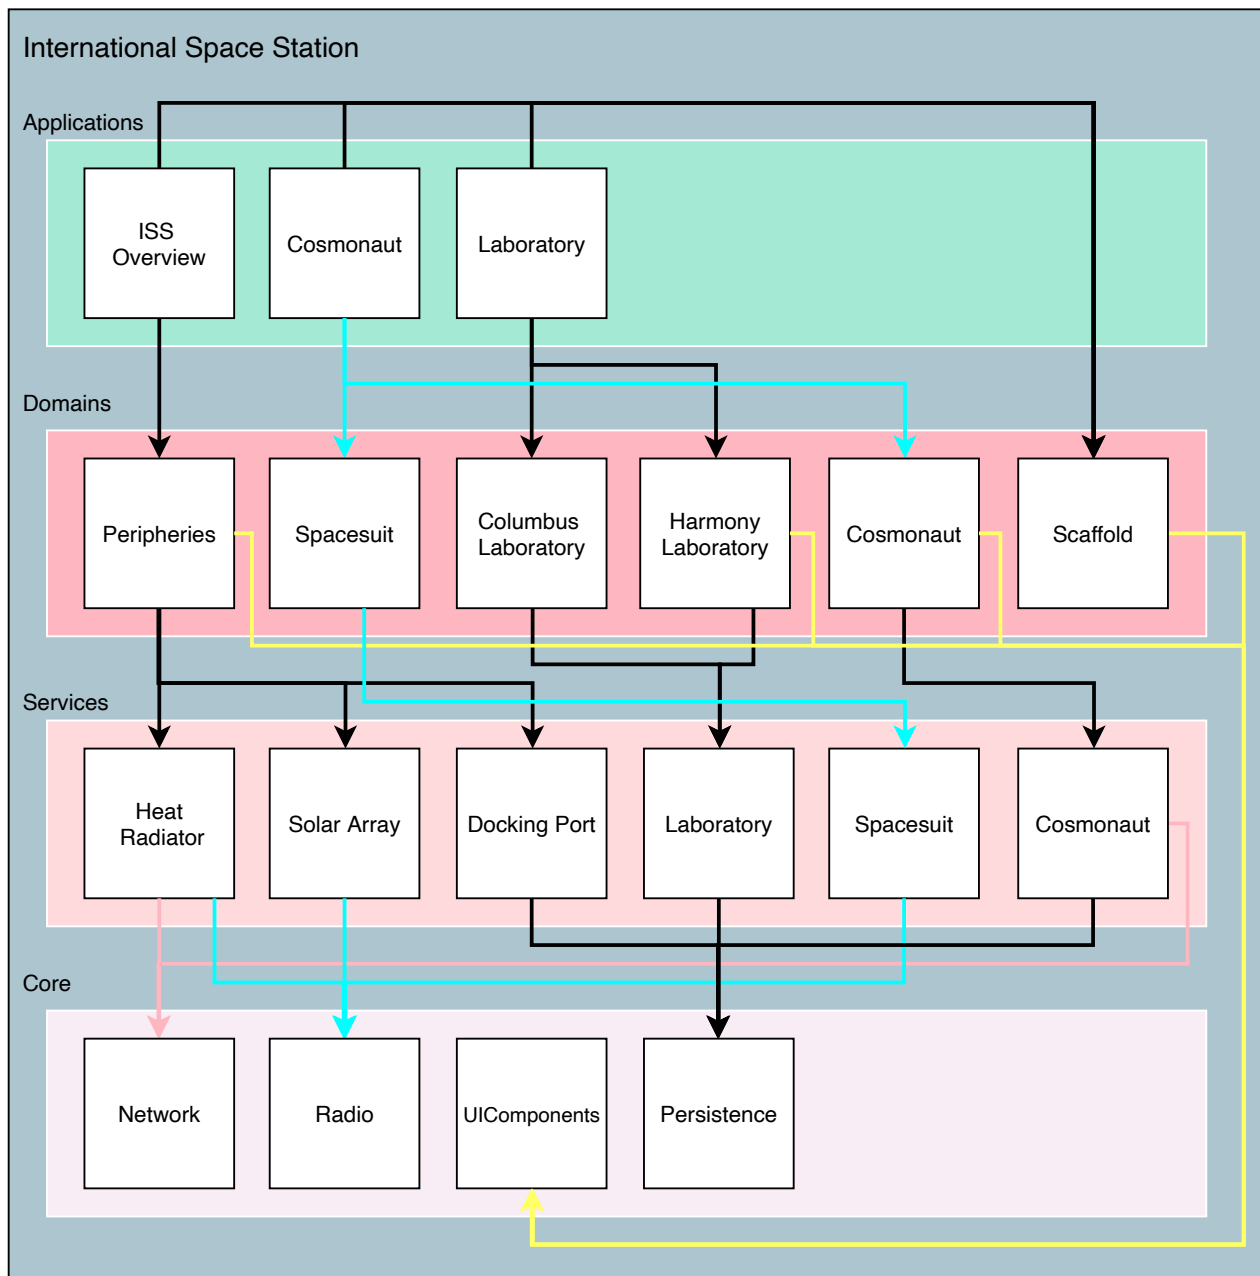 International Space Station
Applications
ISS
Overview
Cosmonaut
Laboratory
Domains
Peripheries
Spacesuit
Columbus
Laboratory
Harmony
Laboratory
Cosmonaut
Scaffold
Services
Heat
Radiator
Solar Array
Docking Port
Laboratory
Spacesuit
Cosmonaut
Core
Network
Radio
UIComponents
Persistence